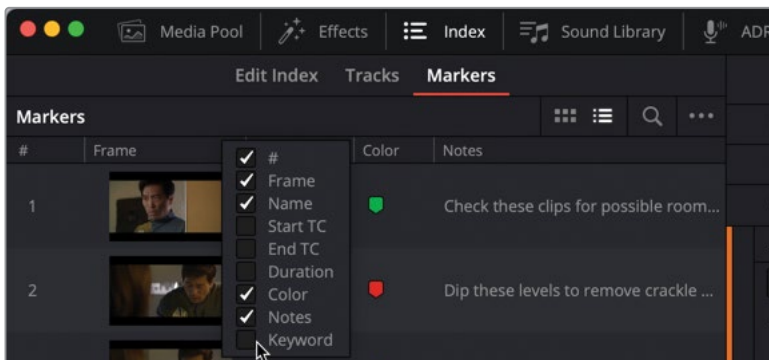 Media Pool Effects Index Sound Library ADR
Edit Index Tracks Markers
Markers
# Frame Color Notes
#
Frame
Name
Start TC
End TC
Duration
Color
Notes
Keyword
1 Check these clips for possible room...
2 Dip these levels to remove crackle ...